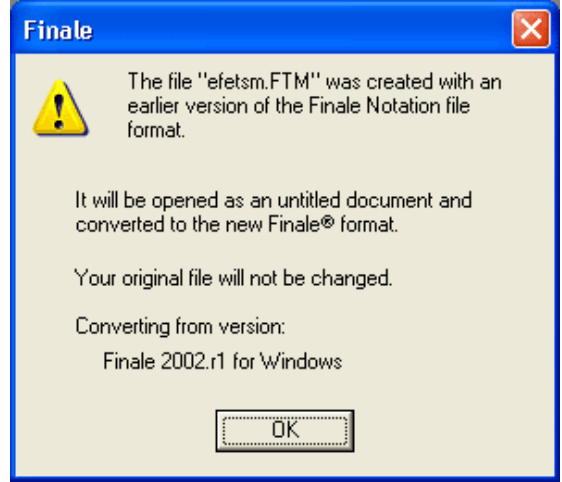 Finale
The file "efetsm.FTM" was created with an
earlier version of the Finale Notation file
format.
It will be opened as an untitled document and
converted to the new Finale® format.
Your original file will not be changed.
Converting from version:
Finale 2002.r1 for Windows
OK